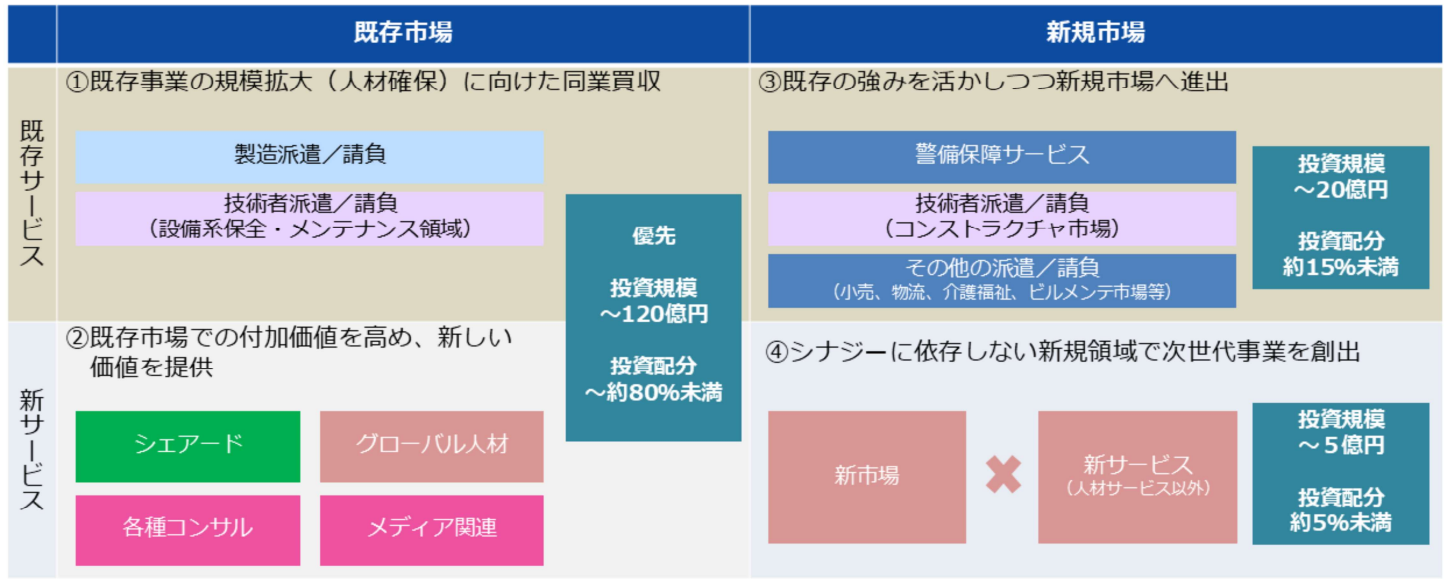 既存市場
新規市場
既存サービス
①既存事業の規模拡大（人材確保）に向けた同業買収
製造派遣／請負
技術者派遣／請負
（設備系保全・メンテナンス領域）
優先
投資規模
～120億円
投資配分
～約80%未満
③既存の強みを活かしつつ新規市場へ進出
警備保障サービス
技術者派遣／請負
（コンストラクチャ市場）
その他の派遣／請負
（小売、物流、介護福祉、ビルメンテ市場等）
投資規模
～20億円
投資配分
約15%未満
新サービス
②既存市場での付加価値を高め、新しい
価値を提供
シェアード
グローバル人材
各種コンサル
メディア関連
④シナジーに依存しない新規領域で次世代事業を創出
新市場
新サービス
（人材サービス以外）
投資規模
～５億円
投資配分
約5%未満